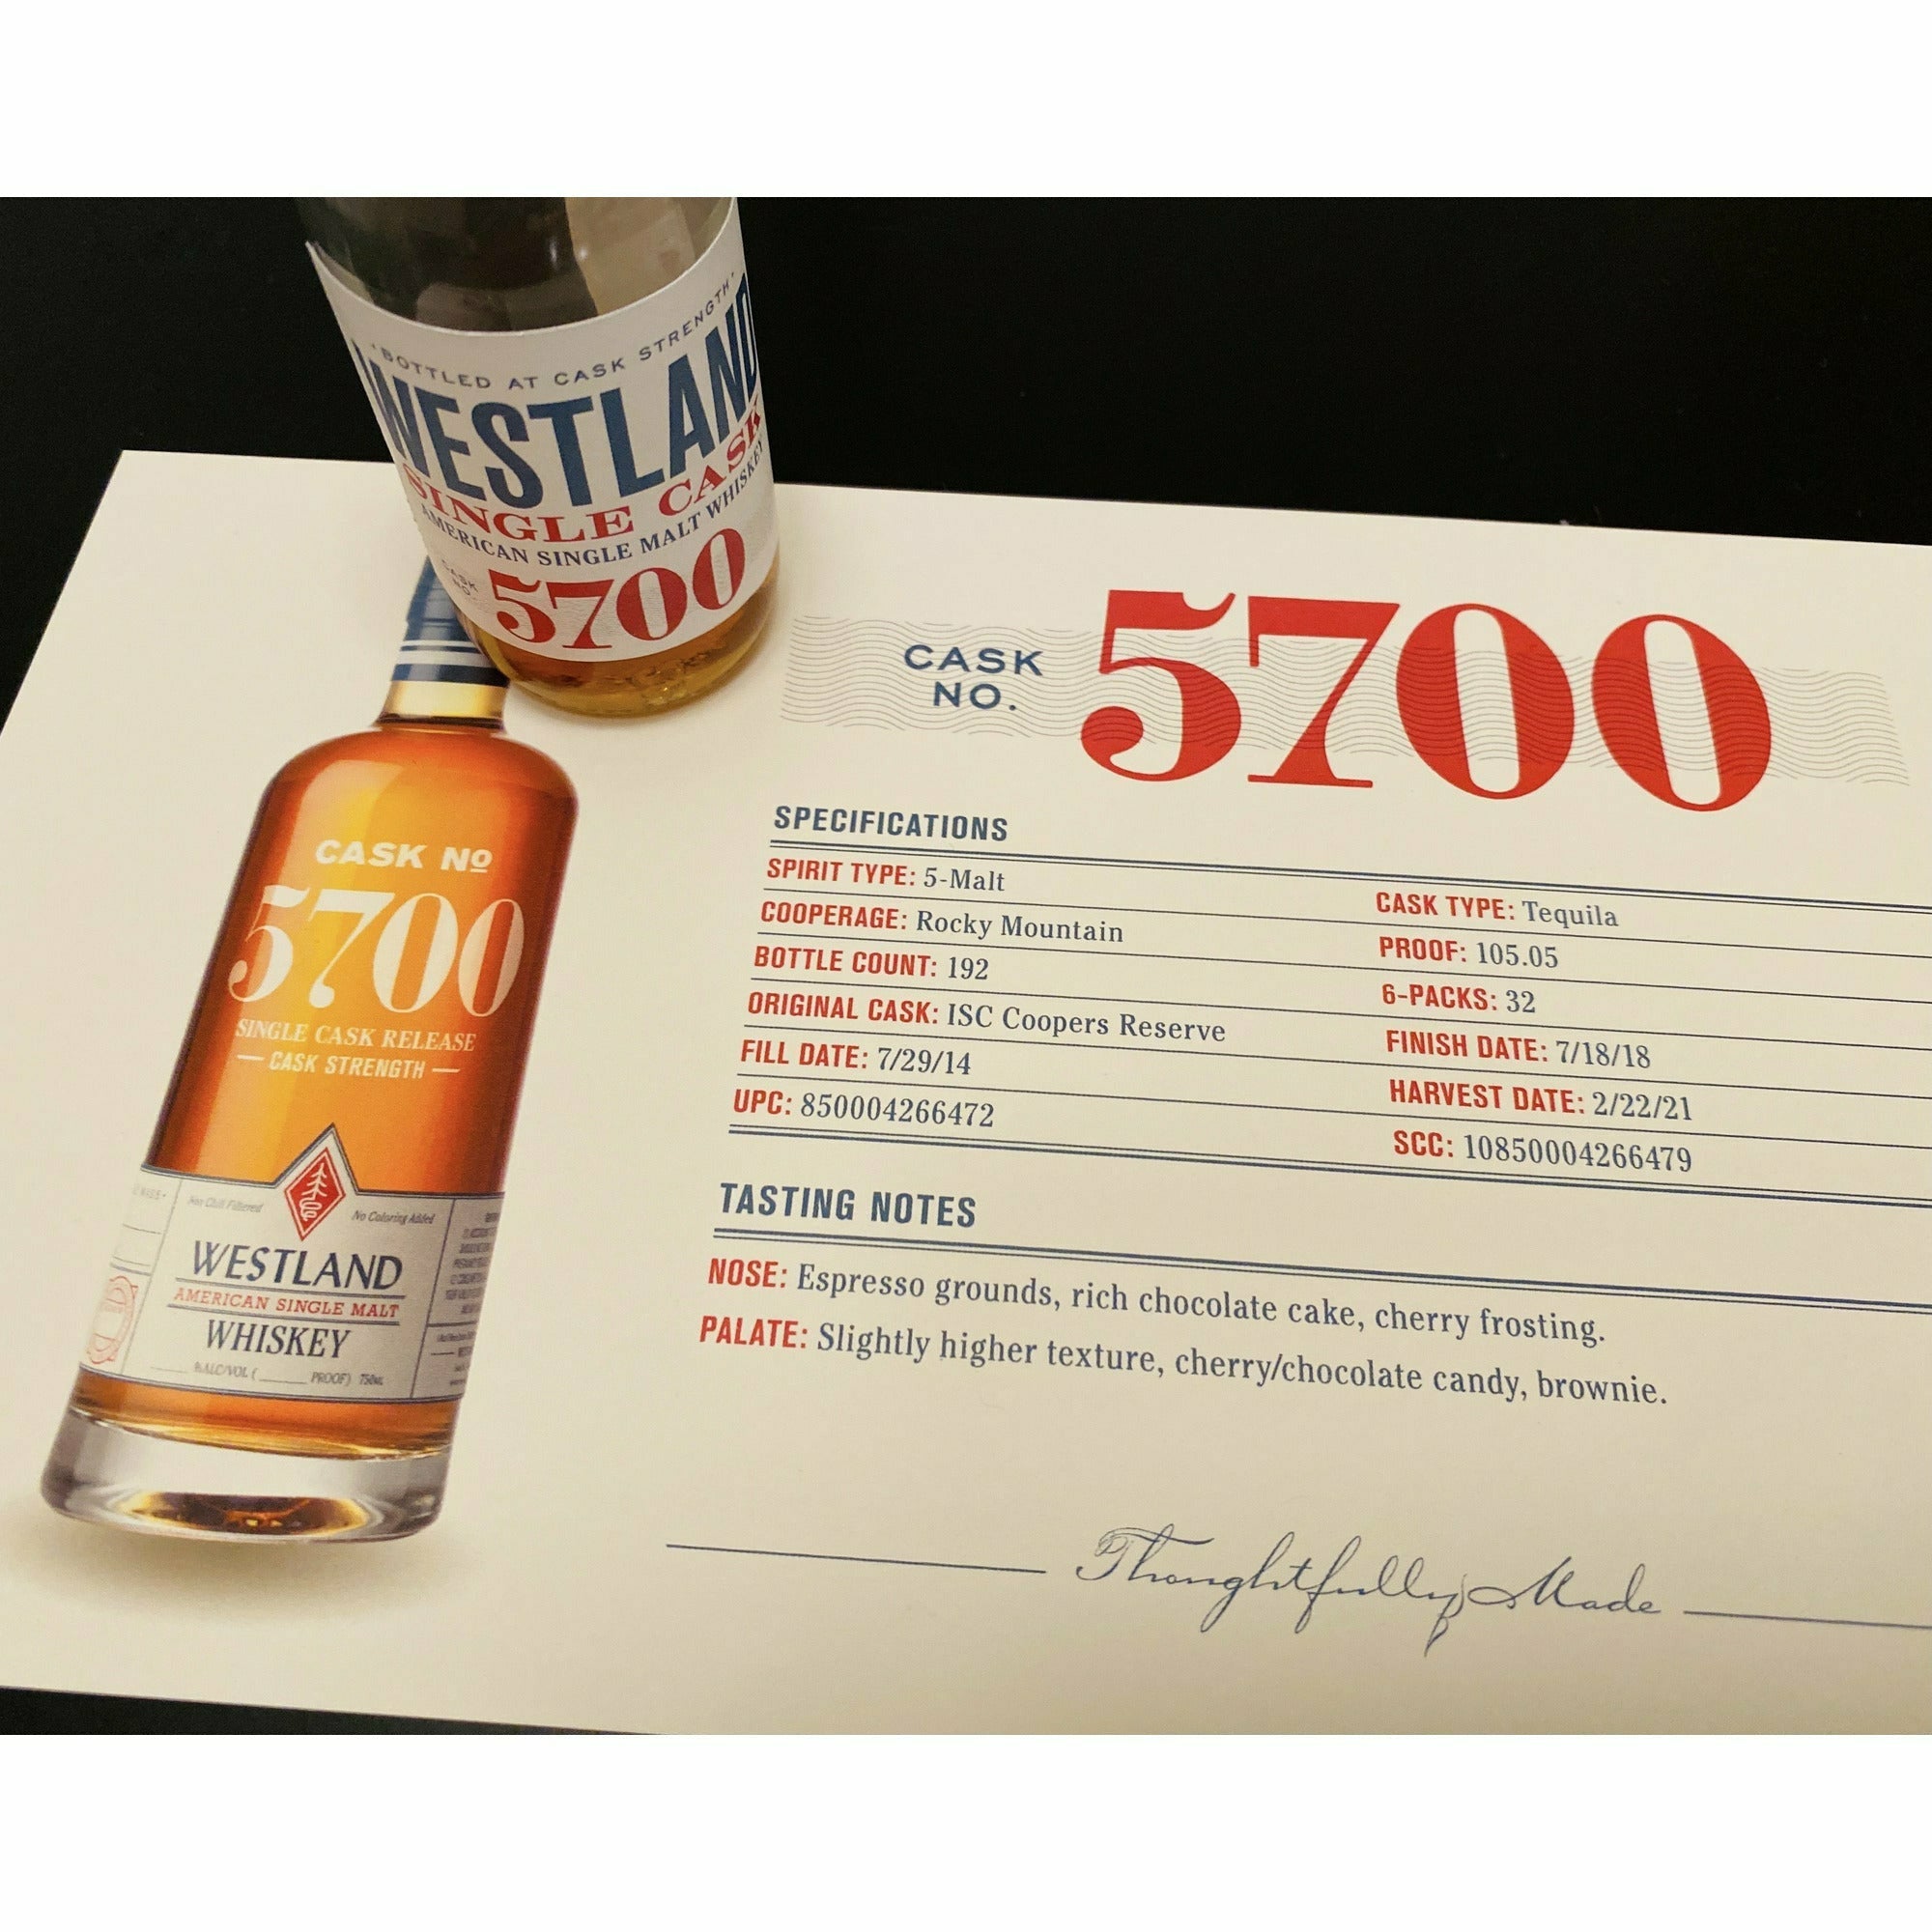 ·BOTTLED AT CASK STRENGTH·
WESTLAND
SINGLE CASK
AMERICAN SINGLE MALT WHISKEY
CASK
NO.
5700
CASK
NO.
5700
SPECIFICATIONS
SPIRIT TYPE: 5-Malt
CASK TYPE: Tequila
COOPERAGE: Rocky Mountain
PROOF: 105.05
BOTTLE COUNT: 192
6-PACKS: 32
ORIGINAL CASK: ISC Coopers Reserve
FINISH DATE: 7/18/18
FILL DATE: 7/29/14
HARVEST DATE: 2/22/21
UPC: 850004266472
SCC: 10850004266479
TASTING NOTES
NOSE: Espresso grounds, rich chocolate cake, cherry frosting.
PALATE: Slightly higher texture, cherry/chocolate candy, brownie.
Thoughtfully Made
CASK Nº
5700
SINGLE CASK RELEASE
— CASK STRENGTH —
Non Chill Filtered
No Coloring Added
WESTLAND
AMERICAN SINGLE MALT
WHISKEY
%ALC/VOL ( PROOF) 750ML